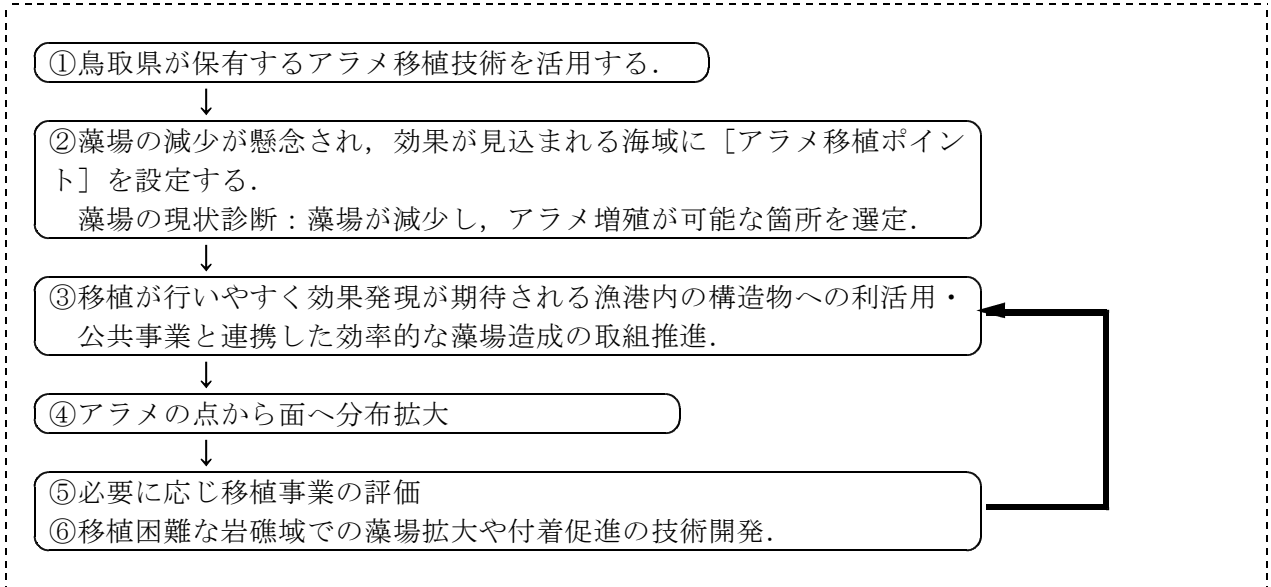 ①鳥取県が保有するアラメ移植技術を活用する．
↓
②藻場の減少が懸念され，効果が見込まれる海域に［アラメ移植ポイン
ト］を設定する．
藻場の現状診断：藻場が減少し，アラメ増殖が可能な箇所を選定．
↓
③移植が行いやすく効果発現が期待される漁港内の構造物への利活用・
公共事業と連携した効率的な藻場造成の取組推進．
↓
④アラメの点から面へ分布拡大
↓
⑤必要に応じ移植事業の評価
⑥移植困難な岩礁域での藻場拡大や付着促進の技術開発．